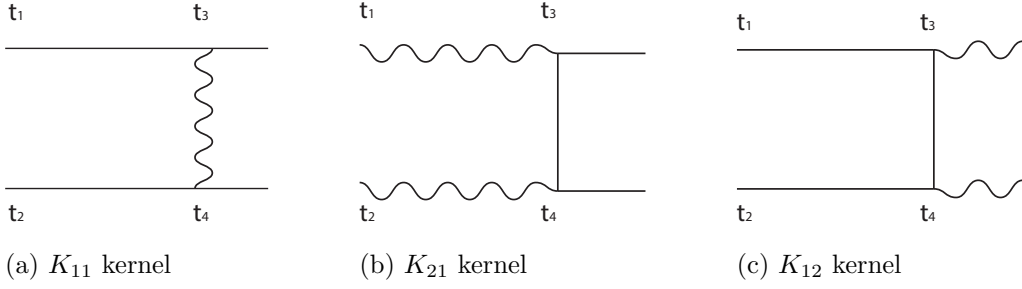 t₁ t₃ t₁ t₃ t₁ t₃
t₂ t₄ t₂ t₄ t₂ t₄
(a) K₁₁ kernel (b) K₂₁ kernel (c) K₁₂ kernel